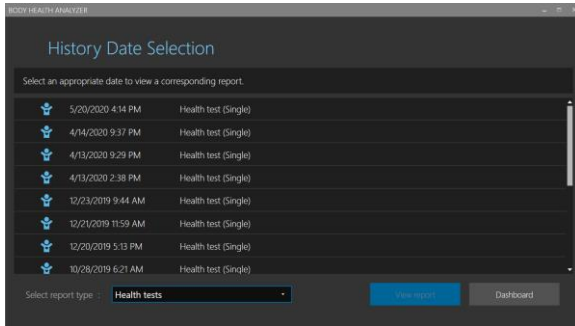 BODY HEALTH ANALYZER
History Date Selection
Select an appropriate date to view a corresponding report.
5/20/2020 4:14 PM Health test (Single)
4/14/2020 9:37 PM Health test (Single)
4/13/2020 9:29 PM Health test (Single)
4/13/2020 2:38 PM Health test (Single)
12/23/2019 9:44 AM Health test (Single)
12/21/2019 11:59 AM Health test (Single)
12/20/2019 5:13 PM Health test (Single)
10/28/2019 6:21 AM Health test (Single)
Select report type : Health tests View report Dashboard